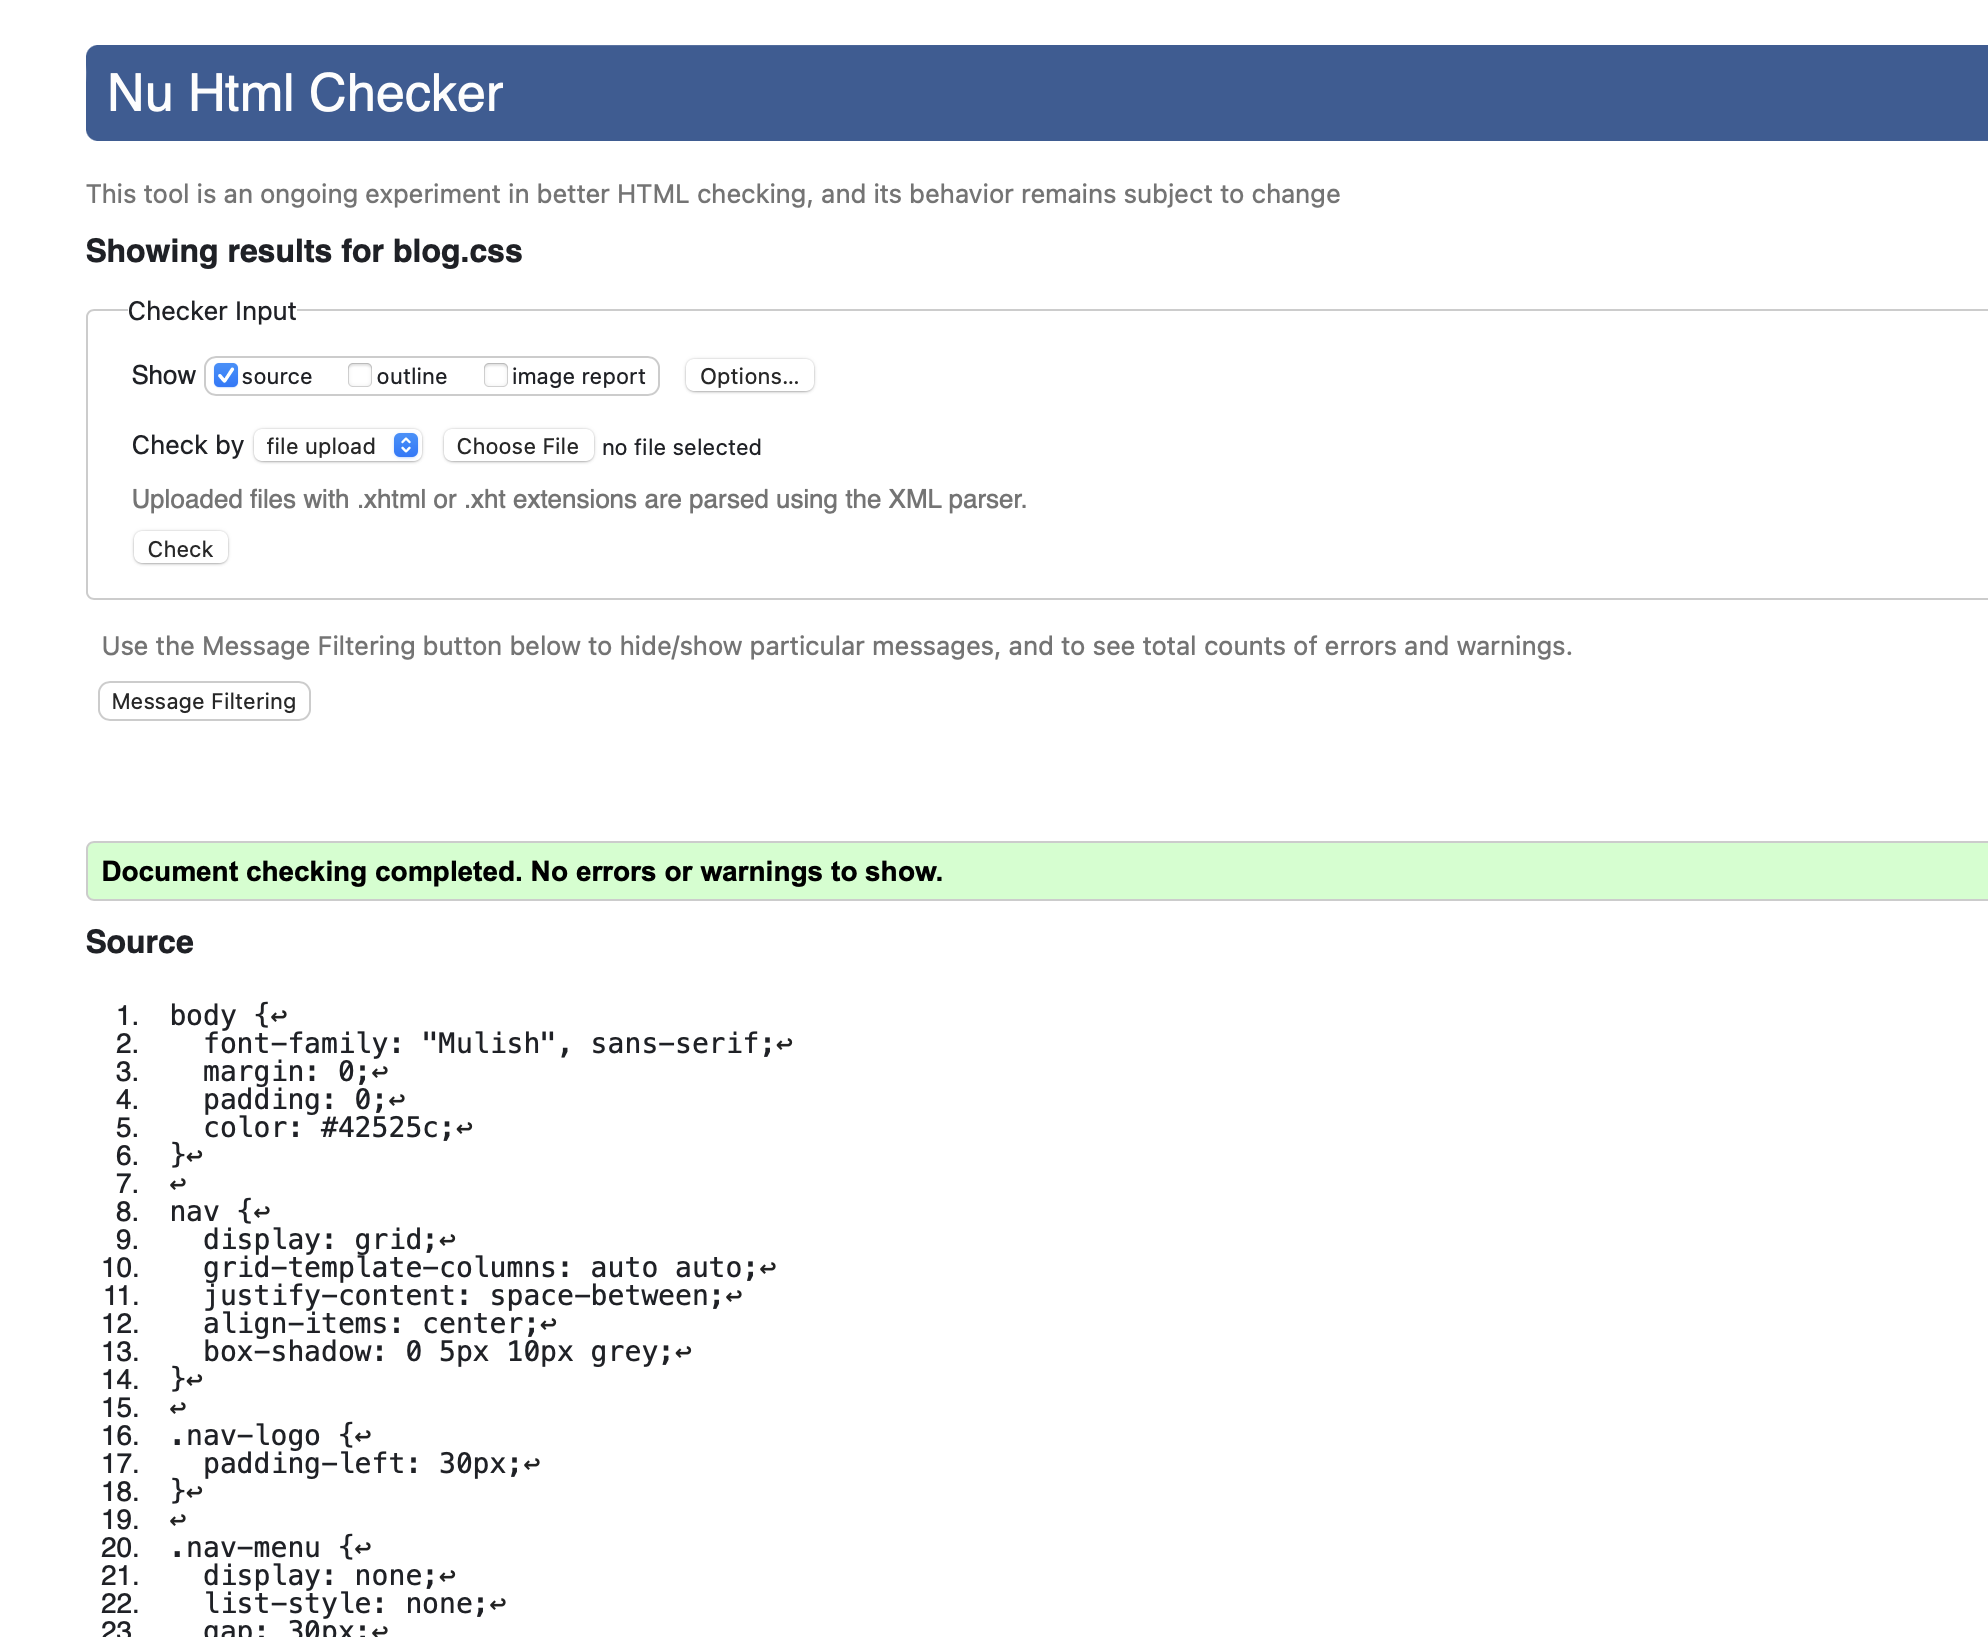 Nu Html Checker
This tool is an ongoing experiment in better HTML checking, and its behavior remains subject to change
Showing results for blog.css
Checker Input
Show source outline image report Options...
Check by file upload Choose File no file selected
Uploaded files with .xhtml or .xht extensions are parsed using the XML parser.
Check
Use the Message Filtering button below to hide/show particular messages, and to see total counts of errors and warnings.
Message Filtering
Document checking completed. No errors or warnings to show.
Source
1. body {↩
2.   font-family: "Mulish", sans-serif;↩
3.   margin: 0;↩
4.   padding: 0;↩
5.   color: #42525c;↩
6. }↩
7. ↩
8. nav {↩
9.   display: grid;↩
10.   grid-template-columns: auto auto;↩
11.   justify-content: space-between;↩
12.   align-items: center;↩
13.   box-shadow: 0 5px 10px grey;↩
14. }↩
15. ↩
16. .nav-logo {↩
17.   padding-left: 30px;↩
18. }↩
19. ↩
20. .nav-menu {↩
21.   display: none;↩
22.   list-style: none;↩
23.   gap: 30px;↩